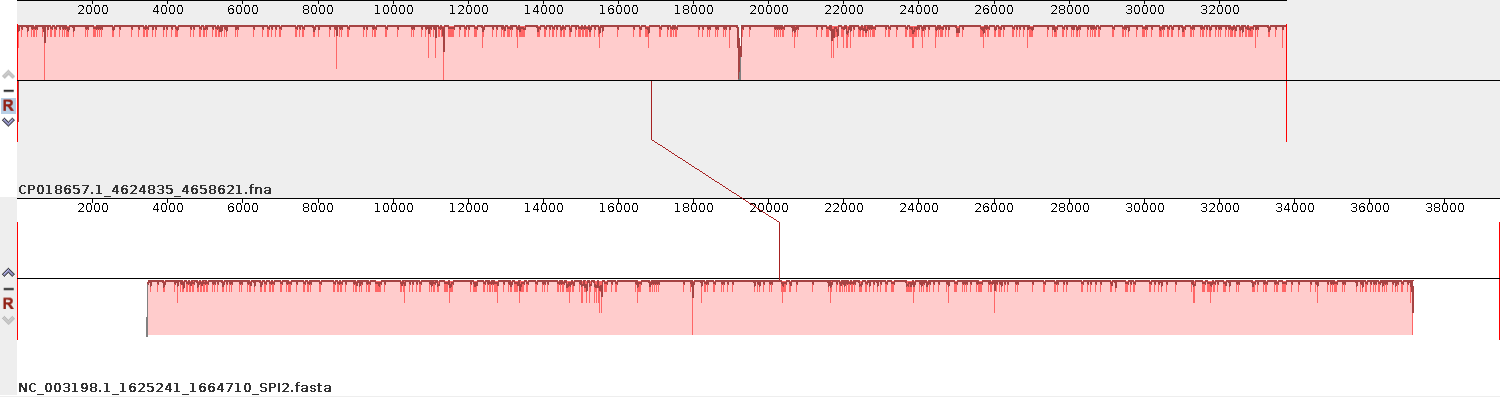 2000 4000 6000 8000 10000 12000 14000 16000 18000 20000 22000 24000 26000 28000 30000 32000
R
CP018657.1_4624835_4658621.fna
2000 4000 6000 8000 10000 12000 14000 16000 18000 20000 22000 24000 26000 28000 30000 32000 34000 36000 38000
R
NC_003198.1_1625241_1664710_SPI2.fasta